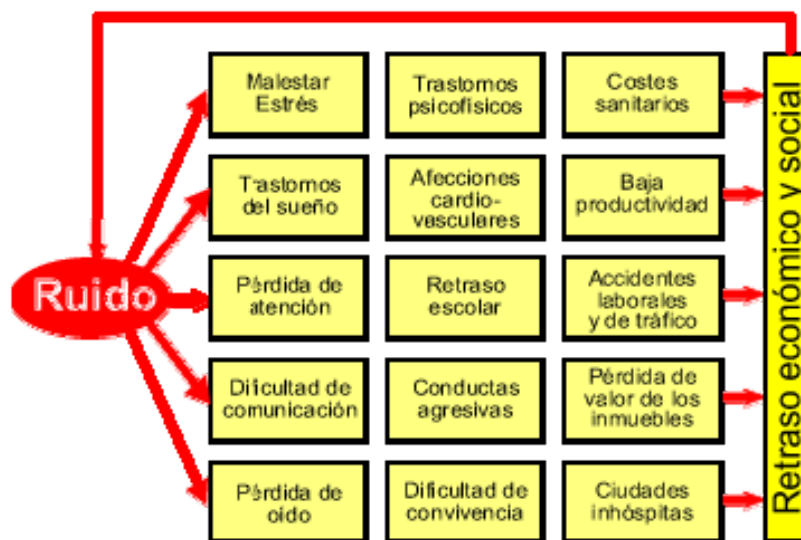 Malestar
Estrés
Trastornos
psicofísicos
Costes
sanitarios
Trastornos
del sueño
Afecciones
cardio-
vasculares
Baja
productividad
Ruido
Pérdida de
atención
Retraso
escolar
Accidentes
laborales
y de tráfico
Dificultad de
comunicación
Conductas
agresivas
Pérdida de
valor de los
inmuebles
Pérdida de
oido
Dificultad de
convivencia
Ciudades
inhóspitas
Retraso económico y social